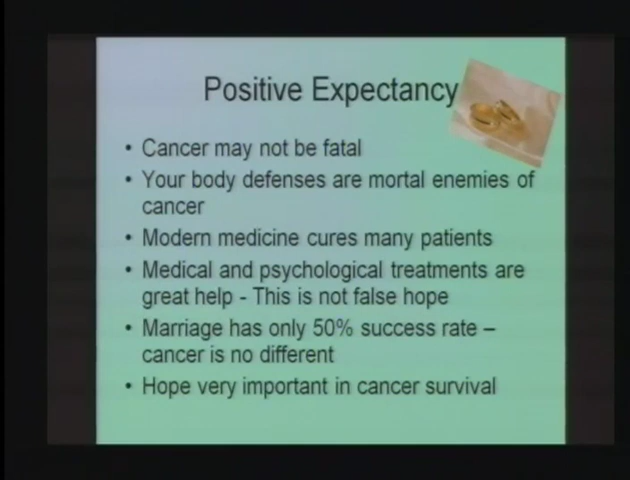 Positive Expectancy
• Cancer may not be fatal
• Your body defenses are mortal enemies of
cancer
• Modern medicine cures many patients
• Medical and psychological treatments are
great help - This is not false hope
• Marriage has only 50% success rate –
cancer is no different
• Hope very important in cancer survival